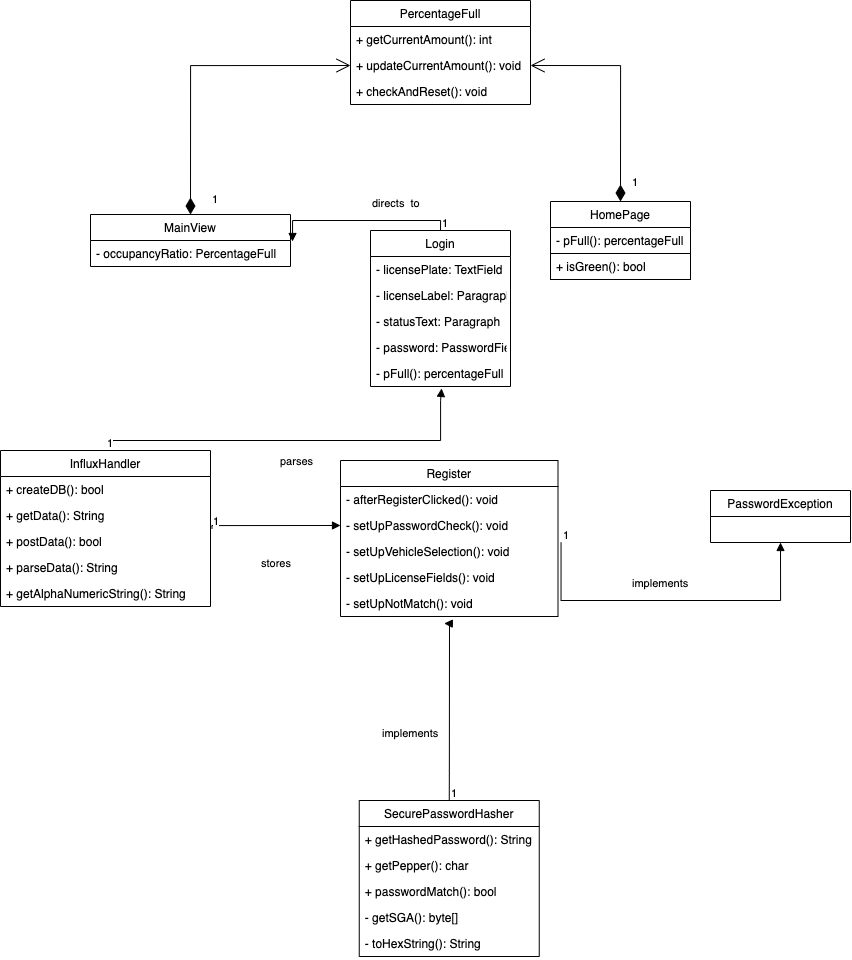 PercentageFull
+ getCurrentAmount(): int
+ updateCurrentAmount(): void
+ checkAndReset(): void
1
MainView
- occupancyRatio: PercentageFull
directs to
1
Login
- licensePlate: TextField
- licenseLabel: Paragrap
- statusText: Paragraph
- password: PasswordFie
- pFull(): percentageFull
1
HomePage
- pFull(): percentageFull
+ isGreen(): bool
1
InfluxHandler
+ createDB(): bool
+ getData(): String
+ postData(): bool
+ parseData(): String
+ getAlphaNumericString(): String
parses
1
stores
Register
- afterRegisterClicked(): void
- setUpPasswordCheck(): void
- setUpVehicleSelection(): void
- setUpLicenseFields(): void
- setUpNotMatch(): void
1
implements
PasswordException
implements
1
SecurePasswordHasher
+ getHashedPassword(): String
+ getPepper(): char
+ passwordMatch(): bool
- getSGA(): byte[]
- toHexString(): String